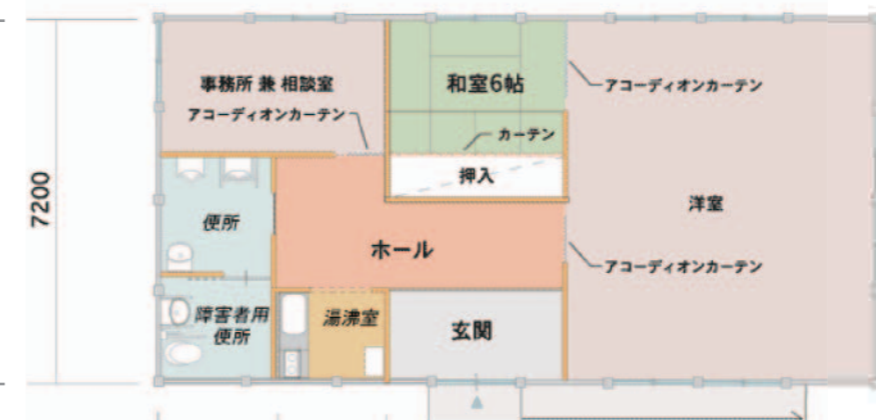 事務所 兼 相談室
アコーディオンカーテン
和室6帖
カーテン
アコーディオンカーテン
押入
洋室
7200
便所
ホール
アコーディオンカーテン
障害者用
便所
湯沸室
玄関